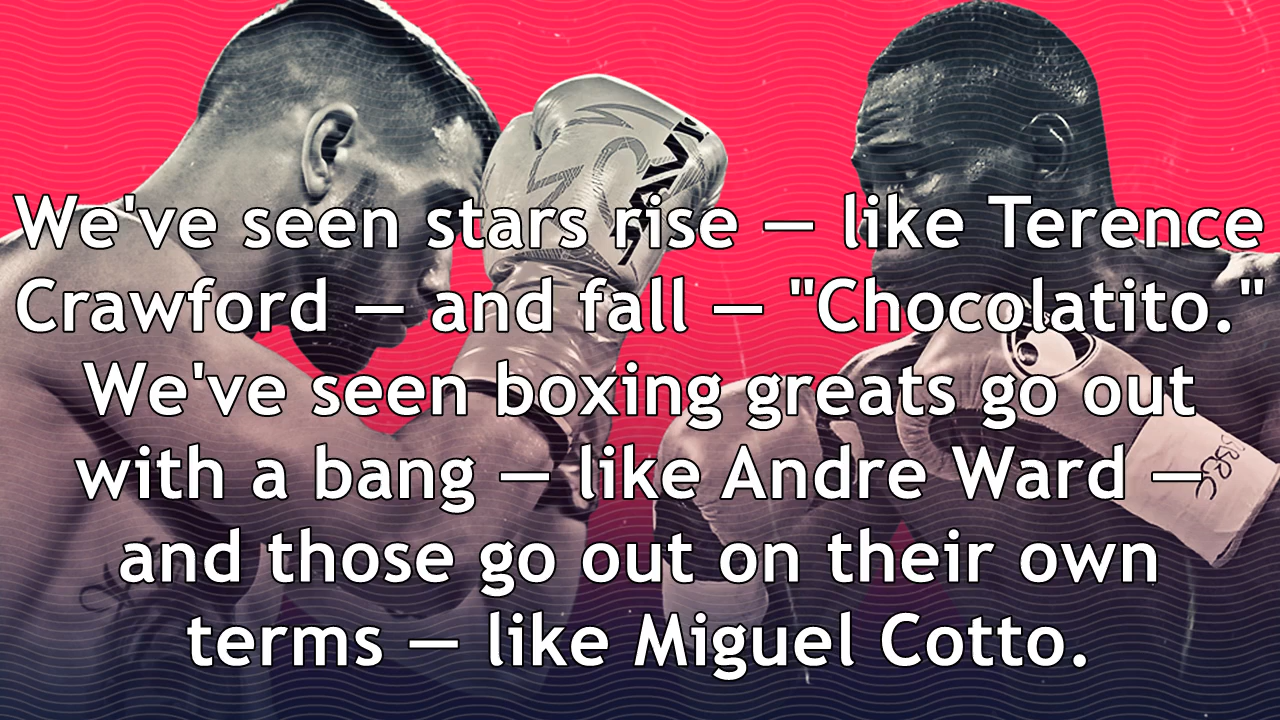 We've seen stars rise — like Terence
Crawford — and fall — "Chocolatito."
We've seen boxing greats go out
with a bang — like Andre Ward —
and those go out on their own
terms — like Miguel Cotto.